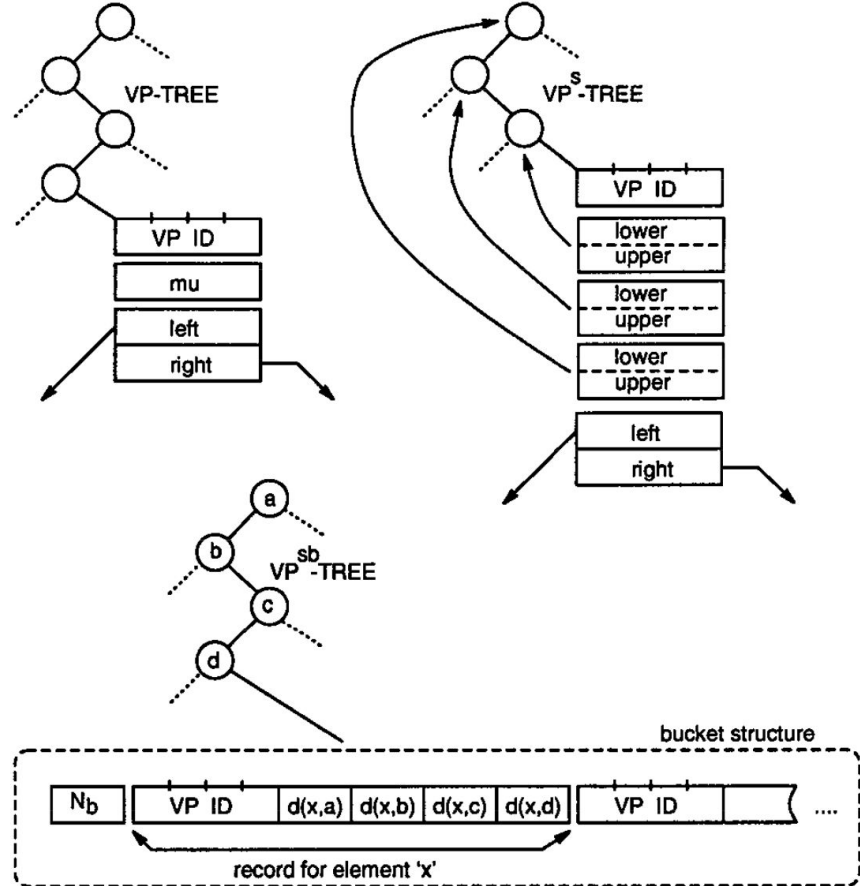 VP-TREE
VP ID
mu
left
right
VP^s-TREE
VP ID
lower
upper
lower
upper
lower
upper
left
right
a
b
VP^sb-TREE
c
d
bucket structure
N_b VP ID d(x,a) d(x,b) d(x,c) d(x,d) VP ID ....
record for element 'x'